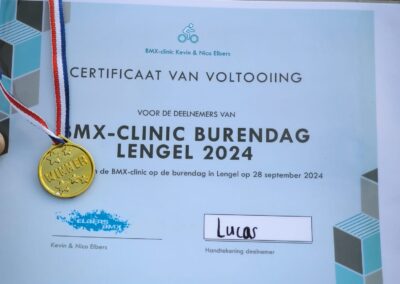 BMX-clinic Kevin & Nico Elbers
CERTIFICAAT VAN VOLTOOIING
VOOR DE DEELNEMERS VAN
BMX-CLINIC BURENDAG
LENGEL 2024
de BMX-clinic op de burendag in Lengel op 28 september 2024
WINNER
ELBERS
BMX
Lucas
Kevin & Nico Elbers
Handtekening deelnemer